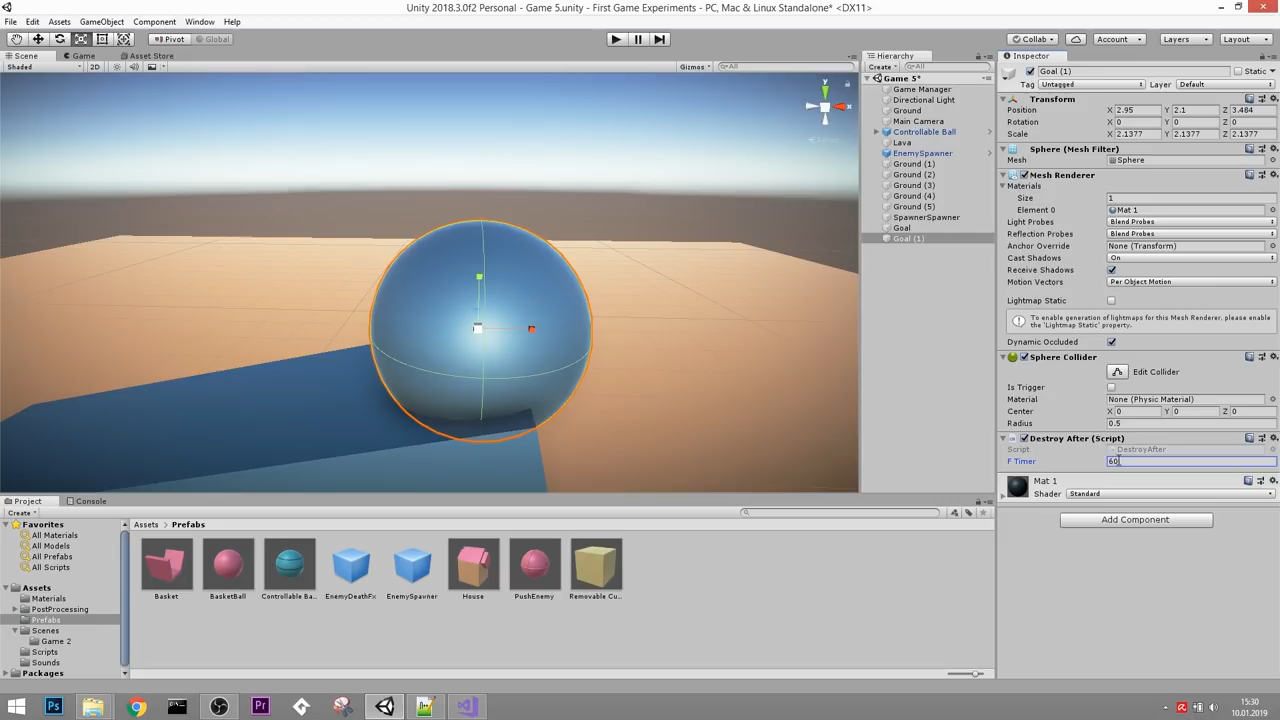 Unity 2018.3.0f2 Personal - Game 5.unity - First Game Experiments - PC, Mac & Linux Standalone* <DX11>
File Edit Assets GameObject Component Window Help
Pivot Global
Collab Account Layers Layout
Scene Game Asset Store
Shaded 2D Gizmos All
y
x
Hierarchy
Create All
Game 5*
Game Manager
Directional Light
Ground
Main Camera
Controllable Ball
Lava
EnemySpawner
Ground (1)
Ground (2)
Ground (3)
Ground (4)
Ground (5)
SpawnerSpawner
Goal
Goal (1)
Inspector
Goal (1) Static
Tag Untagged Layer Default
Transform
Position X 2.95 Y 2.1 Z 3.484
Rotation X 0 Y 0 Z 0
Scale X 2.1377 Y 2.1377 Z 2.1377
Sphere (Mesh Filter)
Mesh Sphere
Mesh Renderer
Materials
Size 1
Element 0 Mat 1
Light Probes Blend Probes
Reflection Probes Blend Probes
Anchor Override None (Transform)
Cast Shadows On
Receive Shadows
Motion Vectors Per Object Motion
Lightmap Static
To enable generation of lightmaps for this Mesh Renderer, please enable
the 'Lightmap Static' property.
Dynamic Occluded
Sphere Collider
Edit Collider
Is Trigger
Material None (Physic Material)
Center X 0 Y 0 Z 0
Radius 0.5
Destroy After (Script)
Script DestroyAfter
F Timer 60
Mat 1
Shader Standard
Add Component
Project Console
Create
Favorites
All Materials
All Models
All Prefabs
All Scripts
Assets
Materials
PostProcessing
Prefabs
Scenes
Game 2
Scripts
Sounds
Packages
Assets Prefabs
Basket BasketBall Controllable Ba... EnemyDeathFx EnemySpawner House PushEnemy Removable Cu...
Ps Pr
15:30
10.01.2019